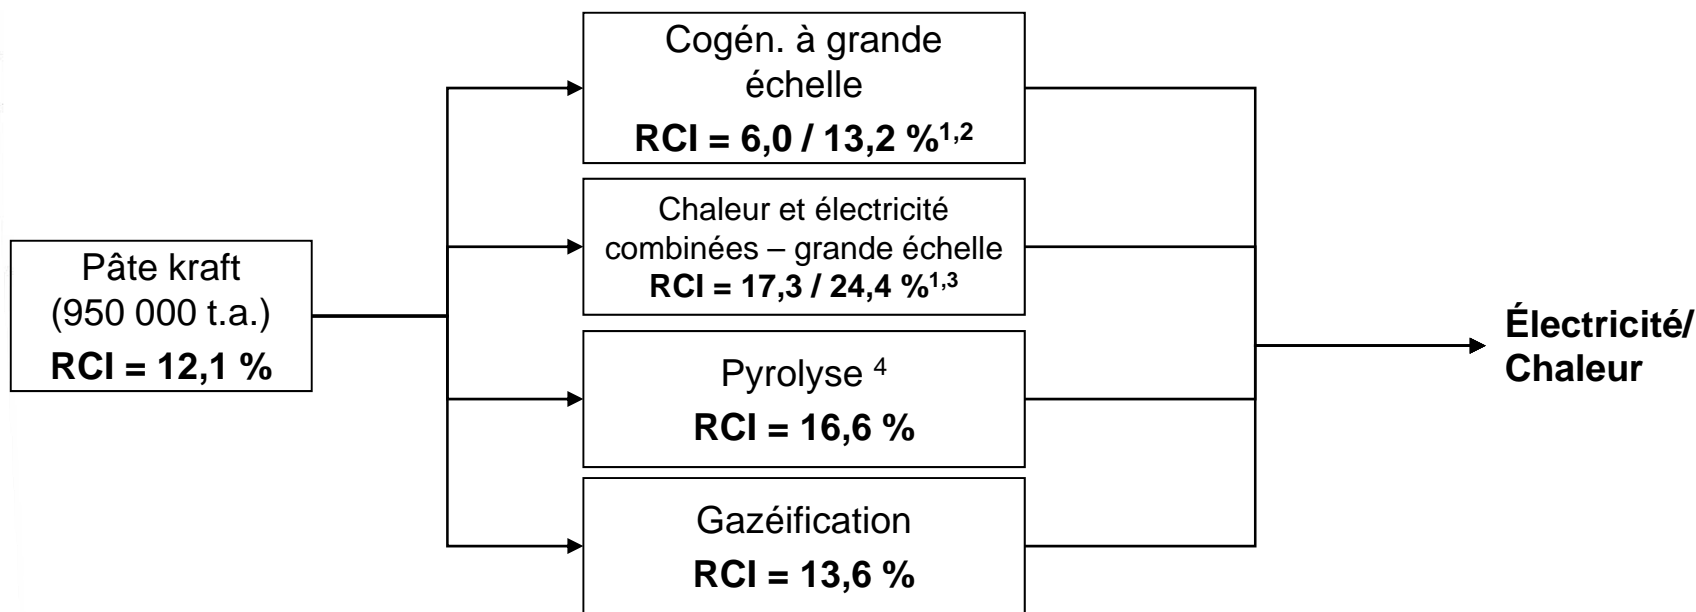 Cogén. à grande
échelle
RCI = 6,0 / 13,2 %1,2
Chaleur et électricité
combinées – grande échelle
RCI = 17,3 / 24,4 %1,3
Pâte kraft
(950 000 t.a.)
RCI = 12,1 %
Pyrolyse 4
RCI = 16,6 %
Gazéification
RCI = 13,6 %
Électricité/
Chaleur